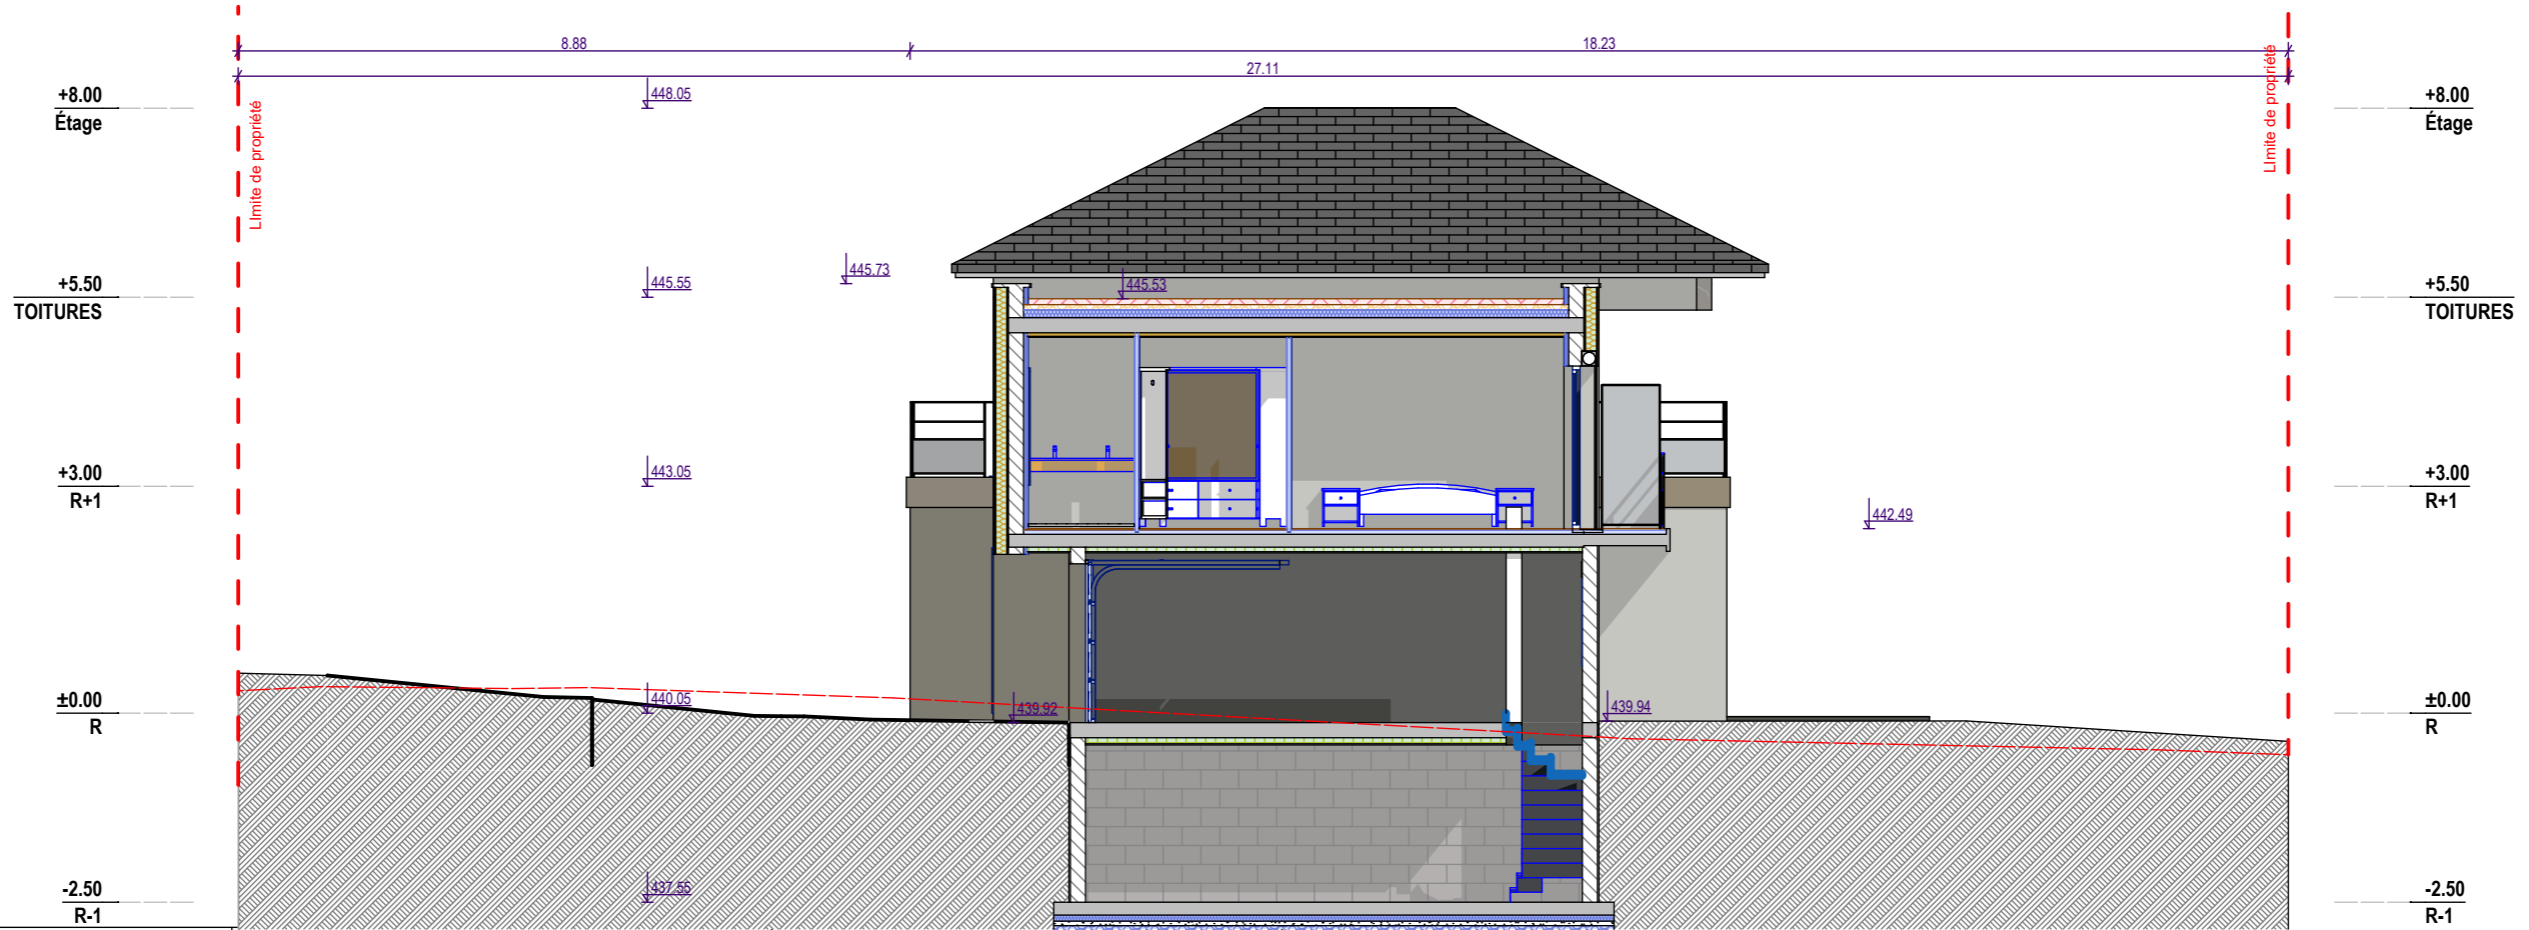 8.88
18.23
27.11
+8.00
Étage
448.05
+8.00
Étage
LImite de propriété
LImite de propriété
+5.50
TOITURES
445.55
445.73
445.53
+5.50
TOITURES
+3.00
R+1
443.05
442.49
+3.00
R+1
±0.00
R
440.05
439.92
439.94
±0.00
R
-2.50
R-1
437.55
-2.50
R-1